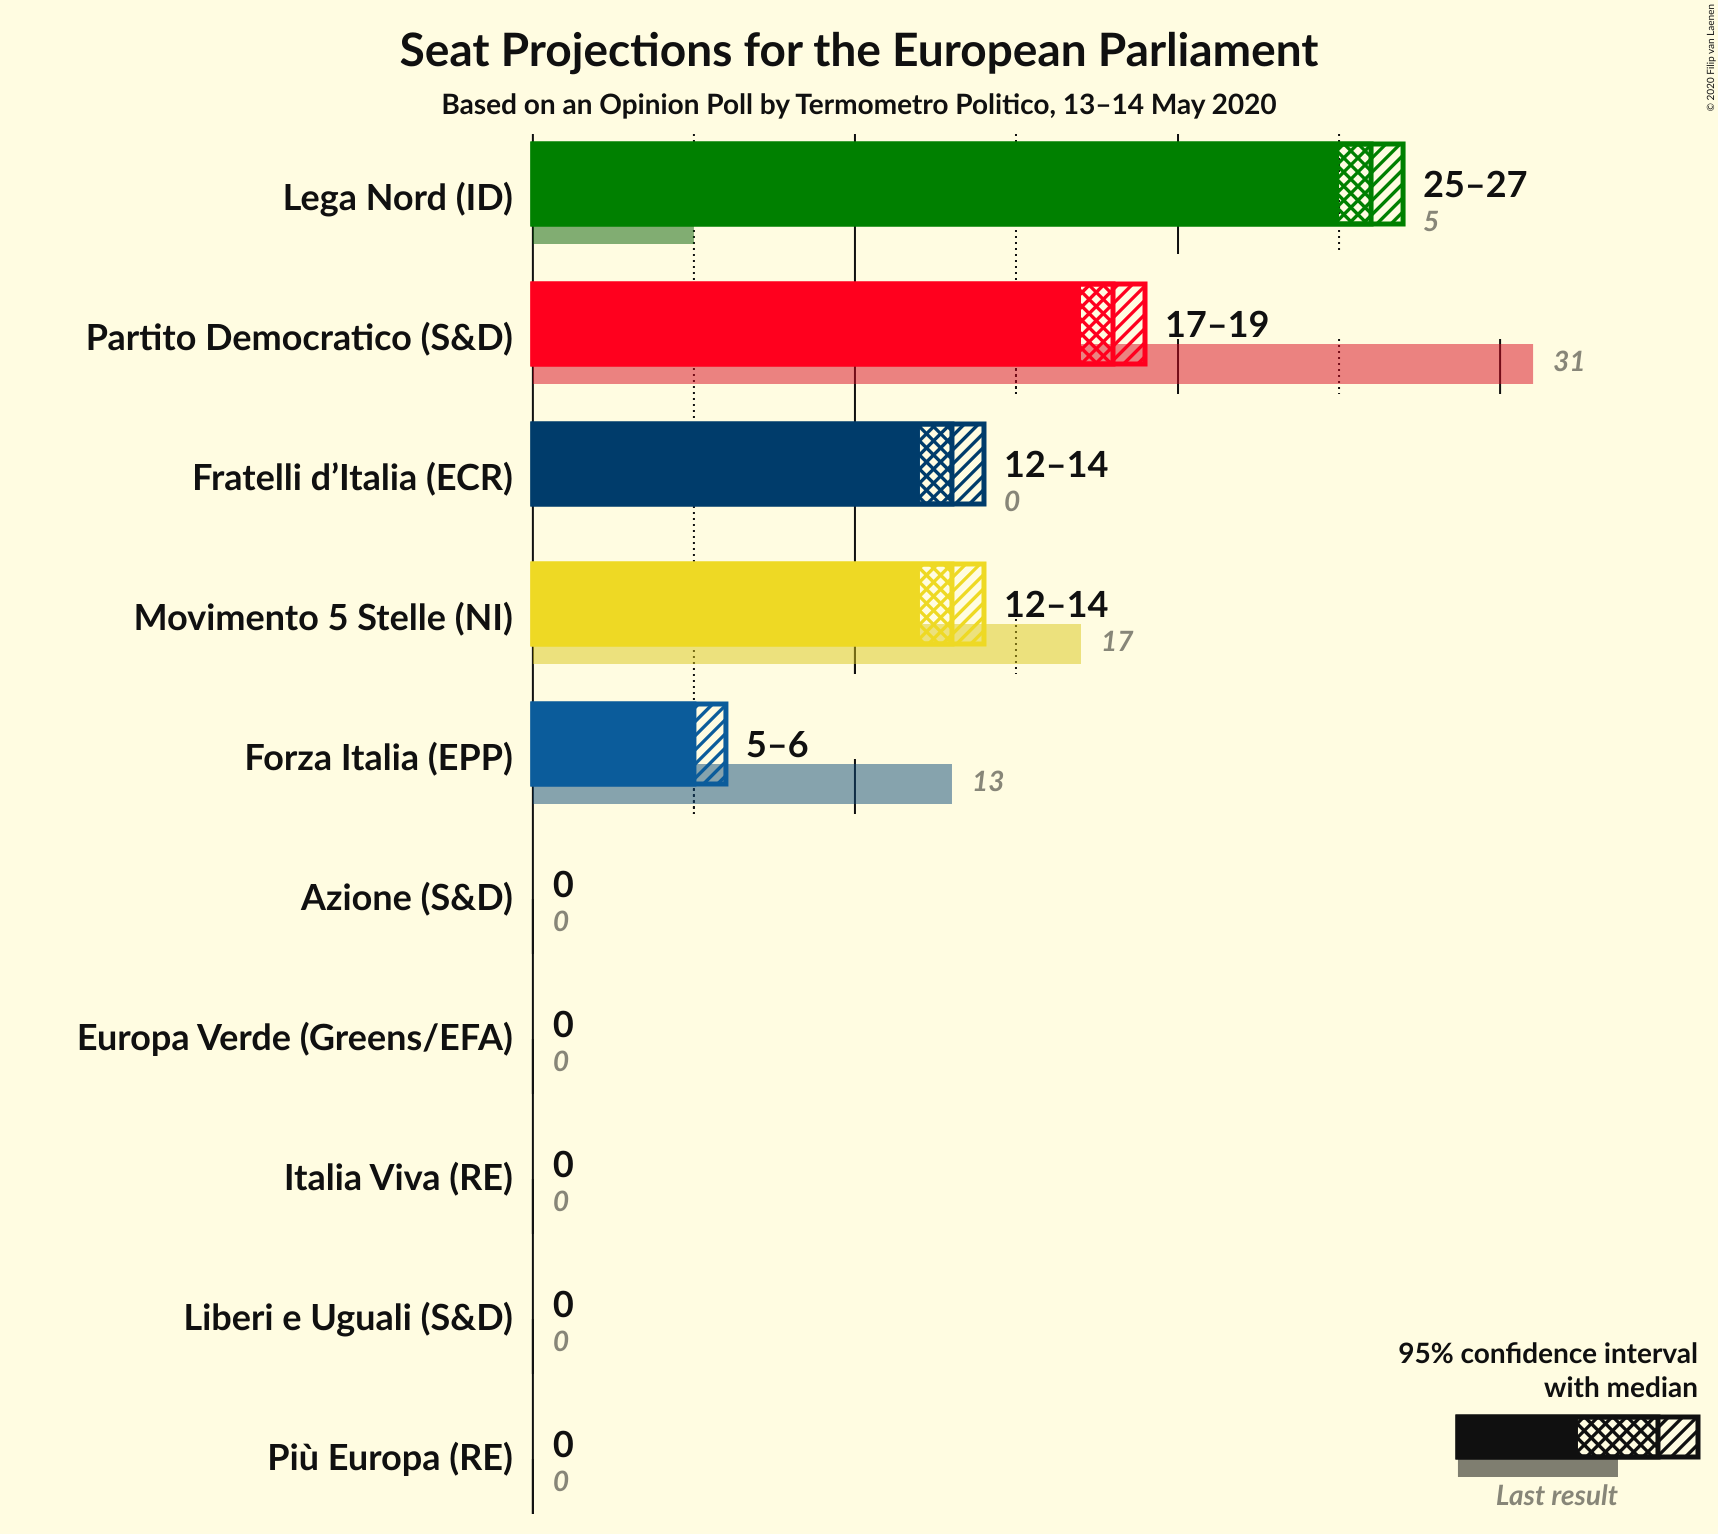 Seat Projections for the European Parliament
Based on an Opinion Poll by Termometro Politico, 13–14 May 2020
© 2020 Filip van Laenen
Lega Nord (ID)
25–27
5
Partito Democratico (S&D)
17–19
31
Fratelli d’Italia (ECR)
12–14
0
Movimento 5 Stelle (NI)
12–14
17
Forza Italia (EPP)
5–6
13
Azione (S&D)
0
0
Europa Verde (Greens/EFA)
0
0
Italia Viva (RE)
0
0
Liberi e Uguali (S&D)
0
0
Più Europa (RE)
0
0
95% confidence interval
with median
Last result